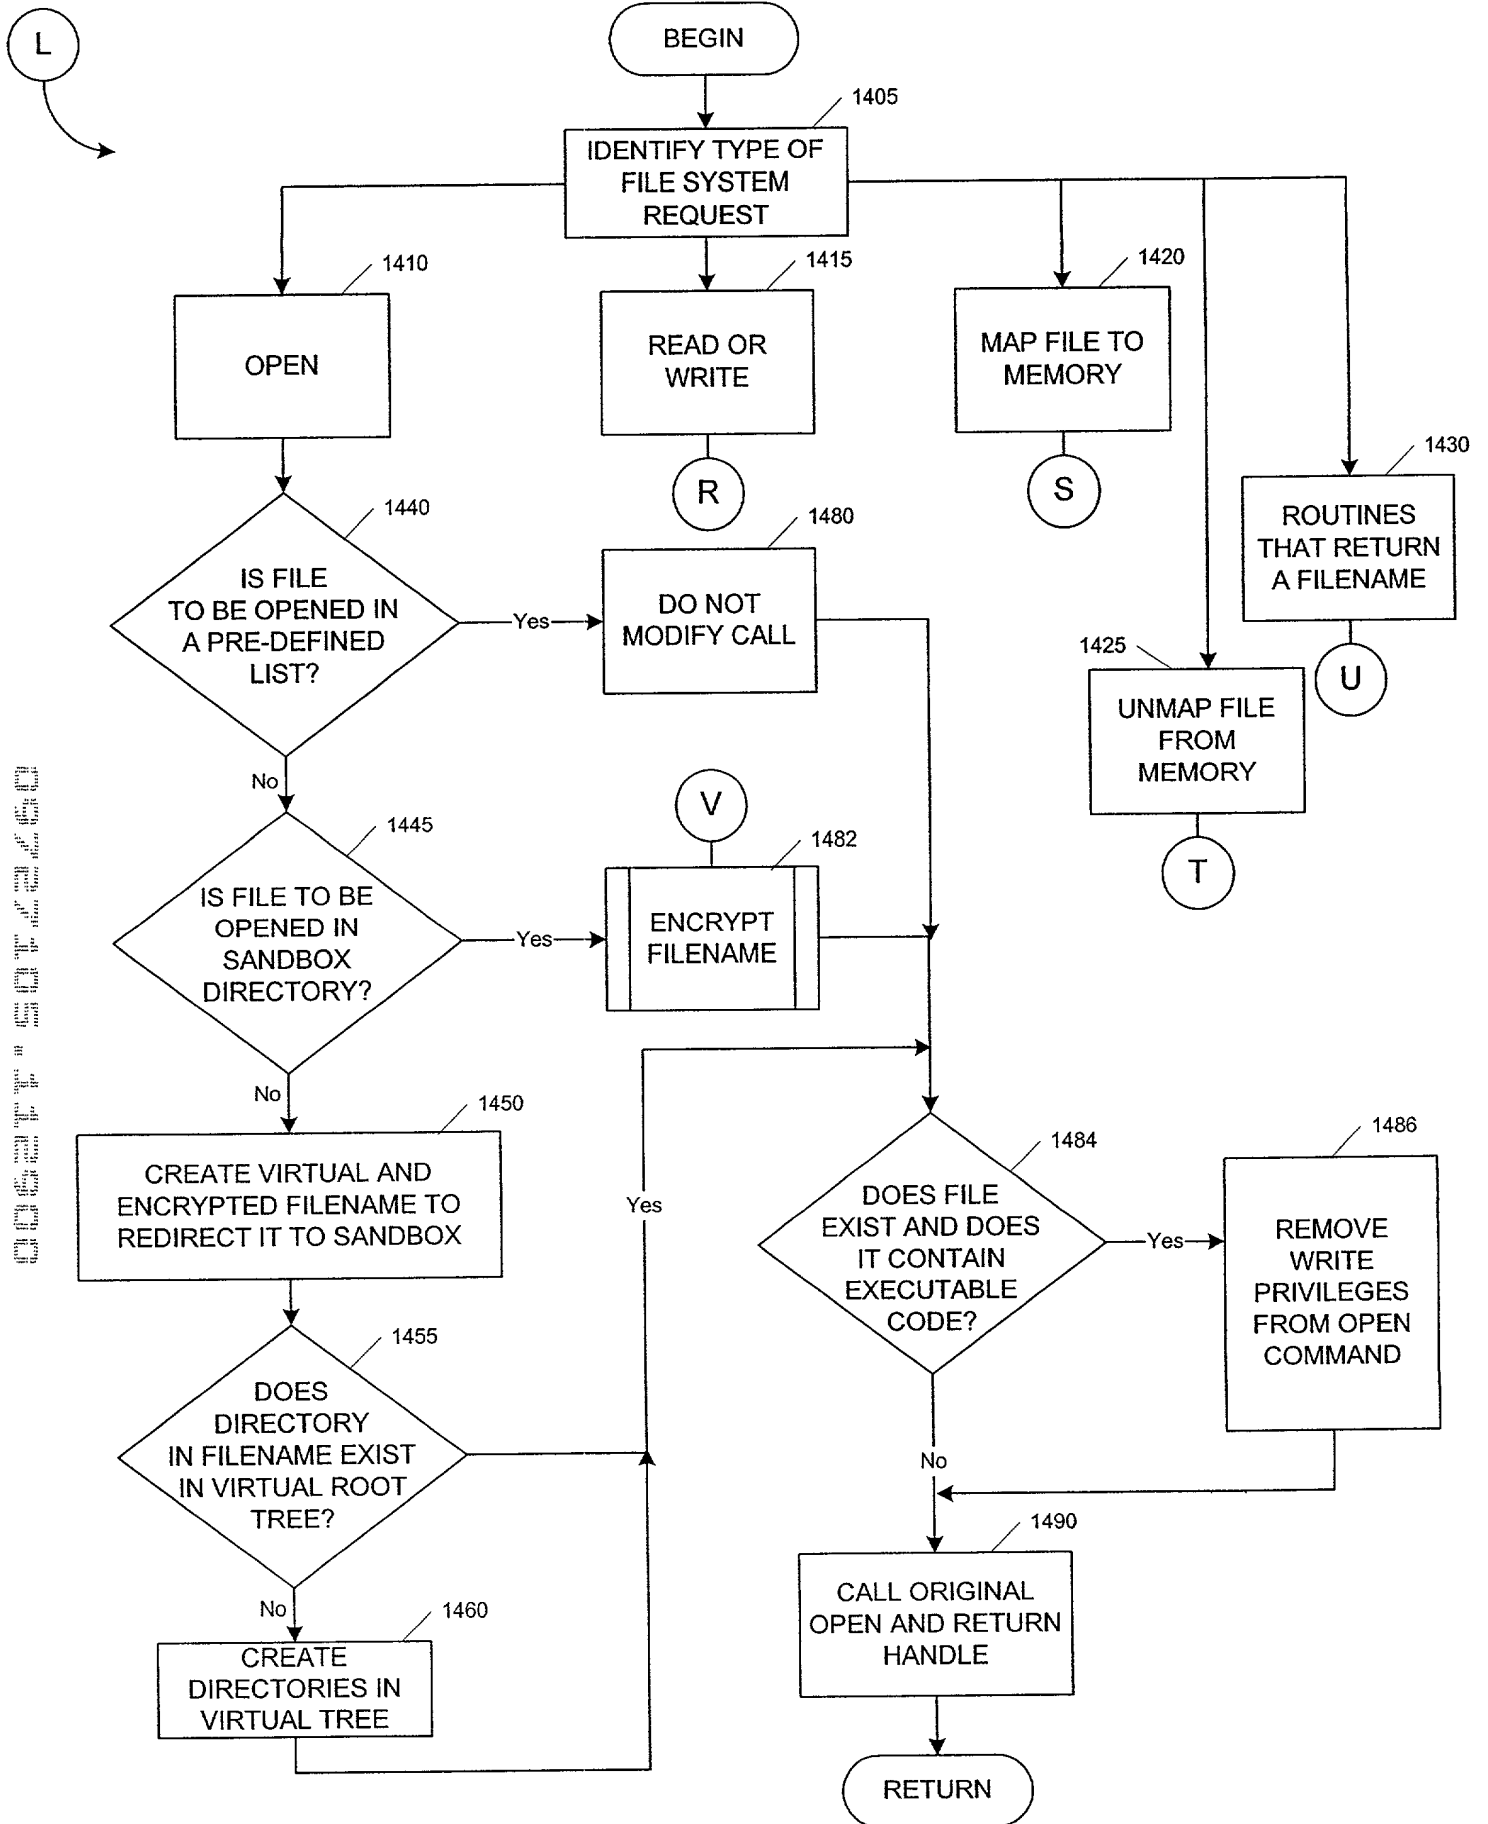 L
BEGIN
1405
IDENTIFY TYPE OF
FILE SYSTEM
REQUEST
1410
OPEN
1415
READ OR
WRITE
R
1420
MAP FILE TO
MEMORY
S
1430
ROUTINES
THAT RETURN
A FILENAME
U
1425
UNMAP FILE
FROM
MEMORY
T
1440
IS FILE
TO BE OPENED IN
A PRE-DEFINED
LIST?
Yes
1480
DO NOT
MODIFY CALL
No
1445
IS FILE TO BE
OPENED IN
SANDBOX
DIRECTORY?
Yes
V
1482
ENCRYPT
FILENAME
No
1450
CREATE VIRTUAL AND
ENCRYPTED FILENAME TO
REDIRECT IT TO SANDBOX
Yes
1455
DOES
DIRECTORY
IN FILENAME EXIST
IN VIRTUAL ROOT
TREE?
No
1460
CREATE
DIRECTORIES IN
VIRTUAL TREE
1484
DOES FILE
EXIST AND DOES
IT CONTAIN
EXECUTABLE
CODE?
Yes
1486
REMOVE
WRITE
PRIVILEGES
FROM OPEN
COMMAND
No
1490
CALL ORIGINAL
OPEN AND RETURN
HANDLE
RETURN